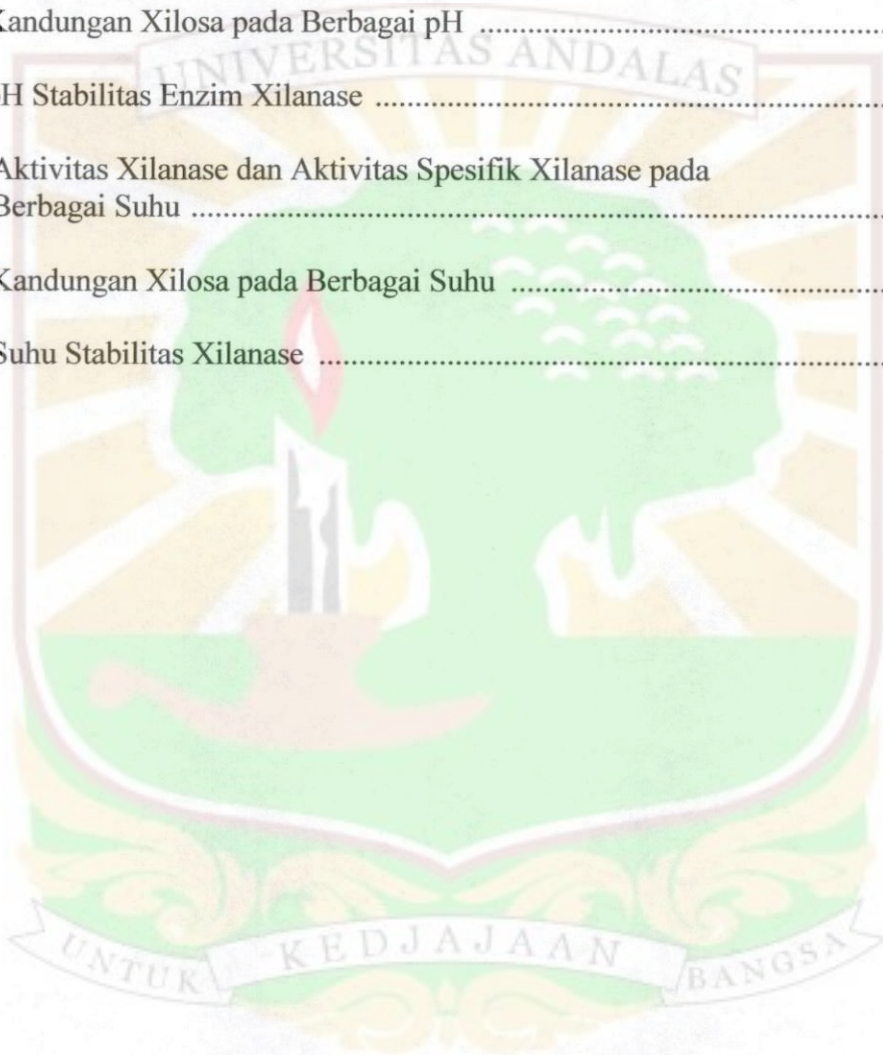 Kandungan Xilosa pada Berbagai pH ..........................................................
UNIVERSITAS ANDALAS
pH Stabilitas Enzim Xilanase ........................................................................
Aktivitas Xilanase dan Aktivitas Spesifik Xilanase pada
Berbagai Suhu ...................................................................................................
Kandungan Xilosa pada Berbagai Suhu .....................................................
Suhu Stabilitas Xilanase ................................................................................
UNTUK KEDJAJAAN BANGSA